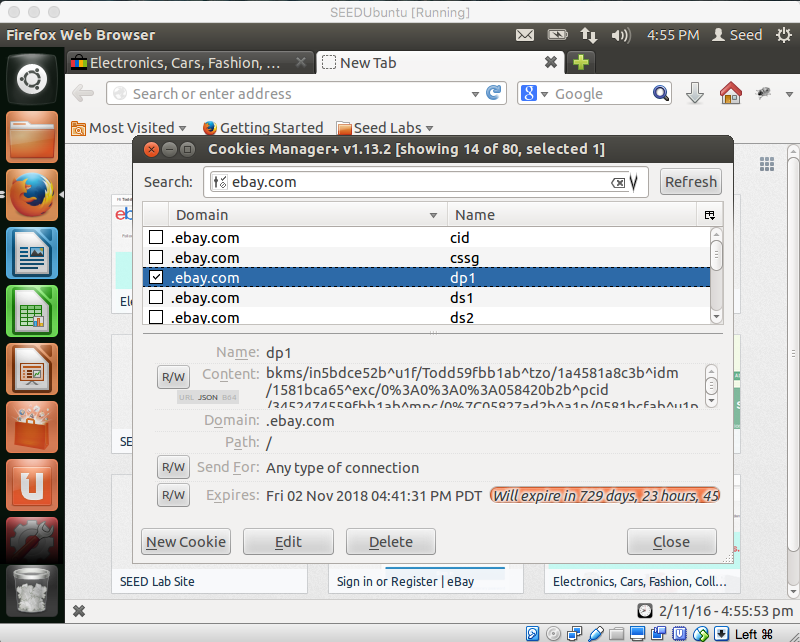 SEEDUbuntu [Running]
Firefox Web Browser
4:55 PM Seed
Electronics, Cars, Fashion, ...
New Tab
Search or enter address
Google
Most Visited
Getting Started
Seed Labs
Cookies Manager+ v1.13.2 [showing 14 of 80, selected 1]
Search: ebay.com Refresh
Domain Name
.ebay.com cid
.ebay.com cssg
.ebay.com dp1
.ebay.com ds1
.ebay.com ds2
Name: dp1
R/W Content: bkms/in5bdce52b^u1f/Todd59fbb1ab^tzo/1a4581a8c3b^idm
URL JSON B64 /1581bca65^exc/0%3A0%3A0%3A058420b2b^pcid
/3452474559fbb1ab^mpc/0%7C05827ad2b^a1p/0581bcfab^u1p
Domain: .ebay.com
Path: /
R/W Send For: Any type of connection
R/W Expires: Fri 02 Nov 2018 04:41:31 PM PDT Will expire in 729 days, 23 hours, 45
New Cookie Edit Delete Close
SEED Lab Site
Sign in or Register | eBay
Electronics, Cars, Fashion, Coll...
2/11/16 - 4:55:53 pm
Left ⌘